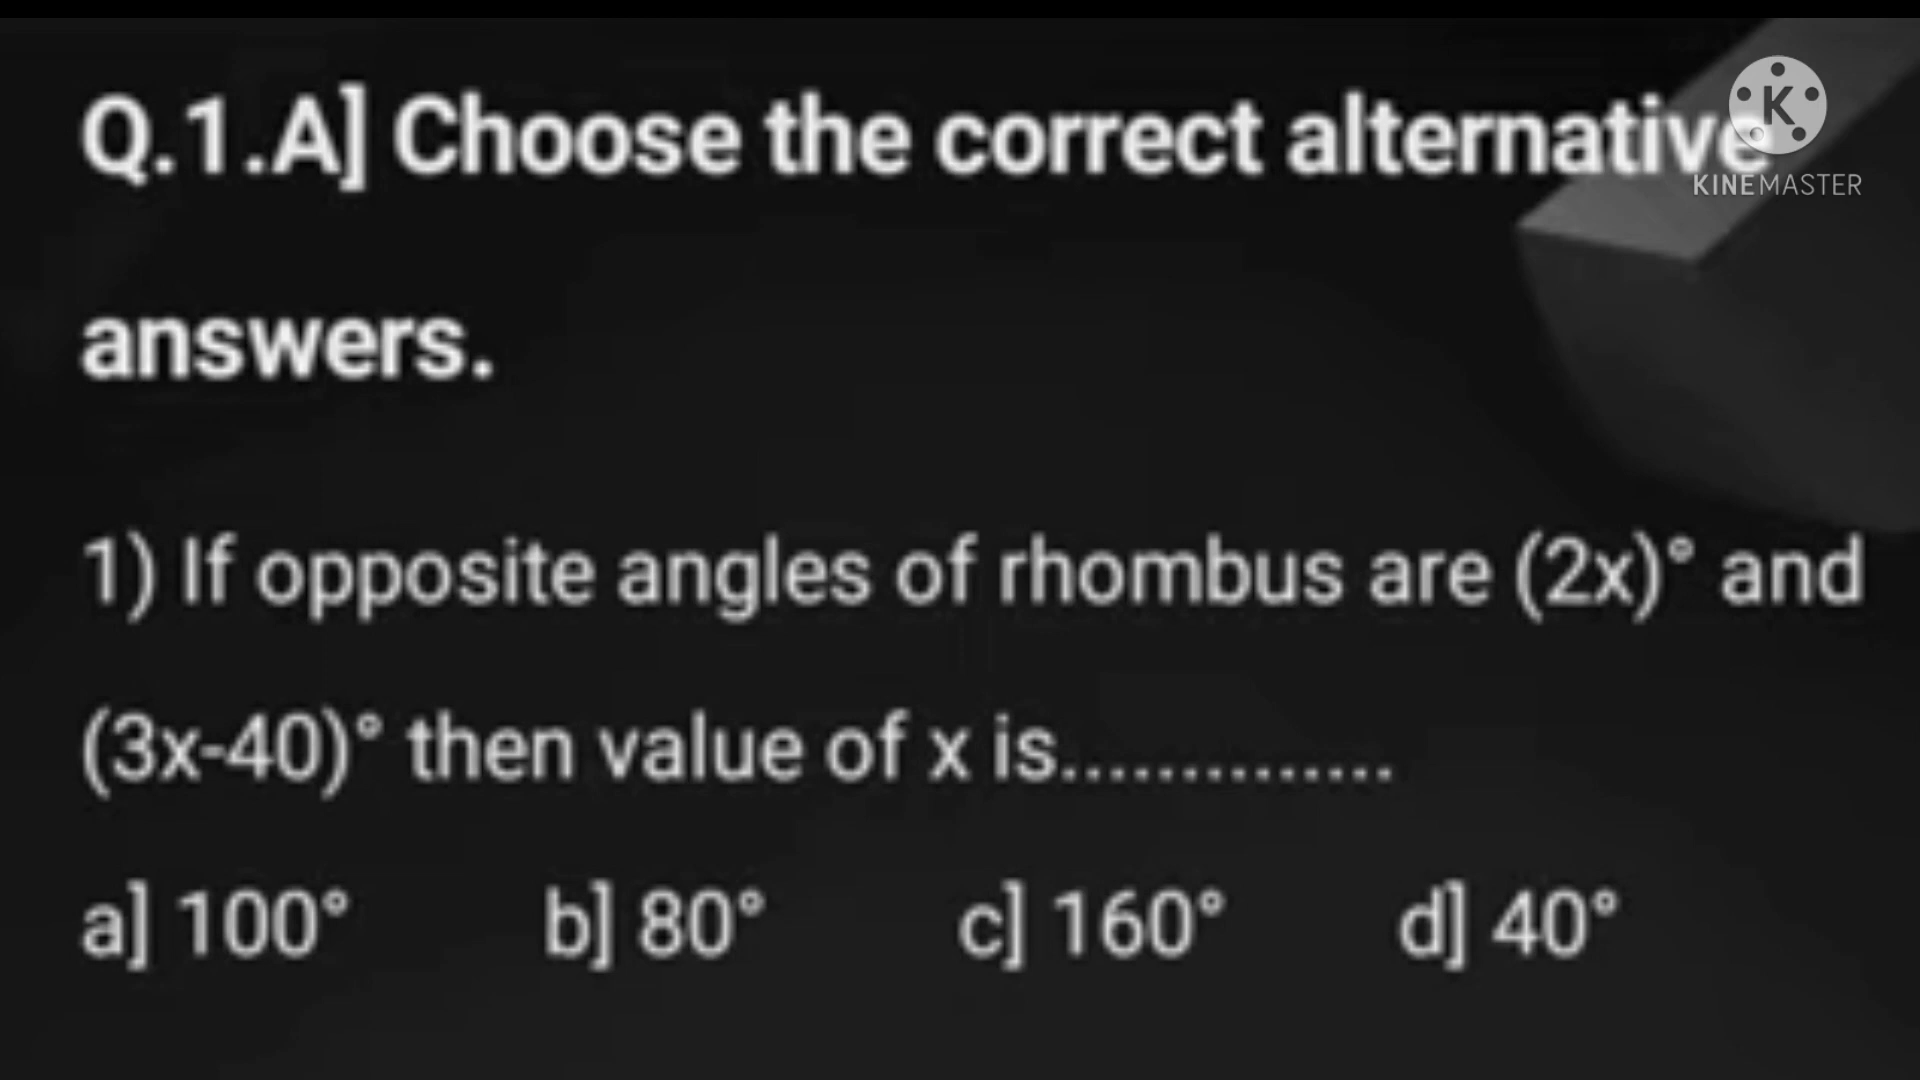 Q.1.A] Choose the correct alternative
K
KINEMASTER
answers.
1) If opposite angles of rhombus are (2x)° and
(3x-40)° then value of x is..............
a] 100° b] 80° c] 160° d] 40°